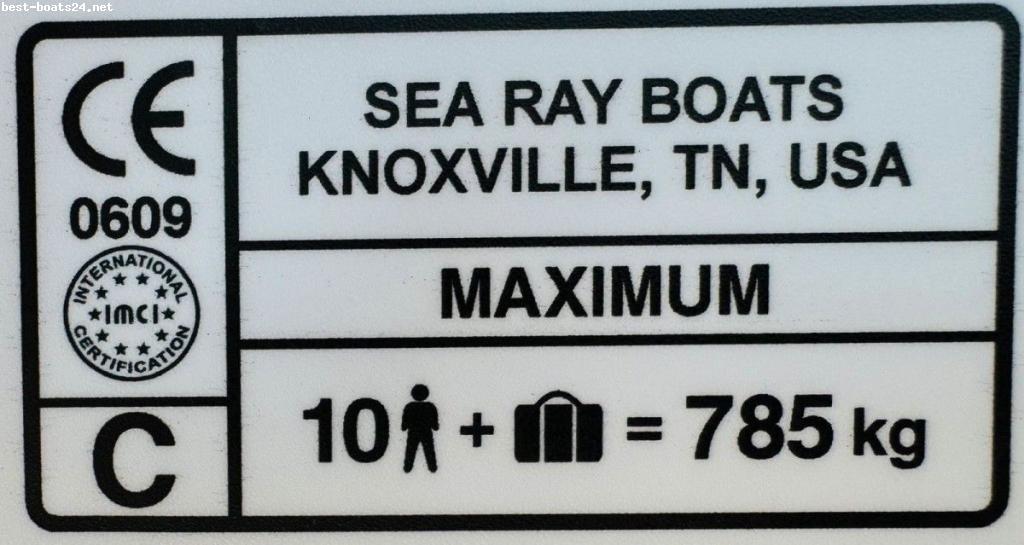 best-boats24.net
CE
0609
INTERNATIONAL
IMCI
CERTIFICATION
C
SEA RAY BOATS
KNOXVILLE, TN, USA
MAXIMUM
10 + = 785 kg